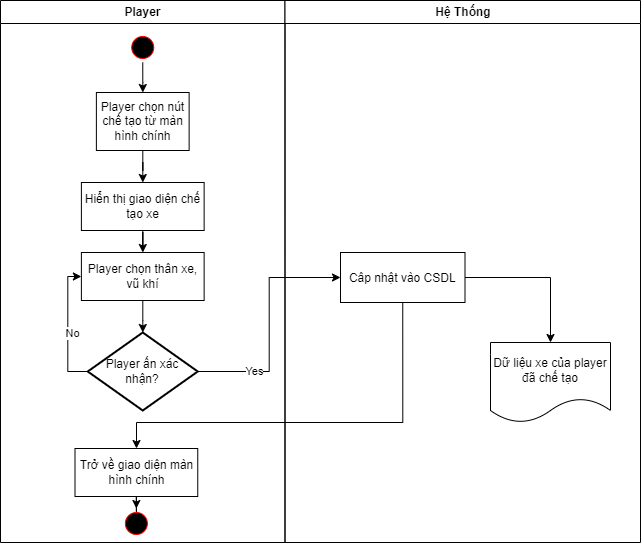 Player
Hệ Thống
Player chọn nút
chế tạo từ màn
hình chính
Hiển thị giao diện chế
tạo xe
Player chọn thân xe,
vũ khí
Cập nhật vào CSDL
No
Player ấn xác
nhận?
Yes
Dữ liệu xe của player
đã chế tạo
Trở về giao diện màn
hình chính